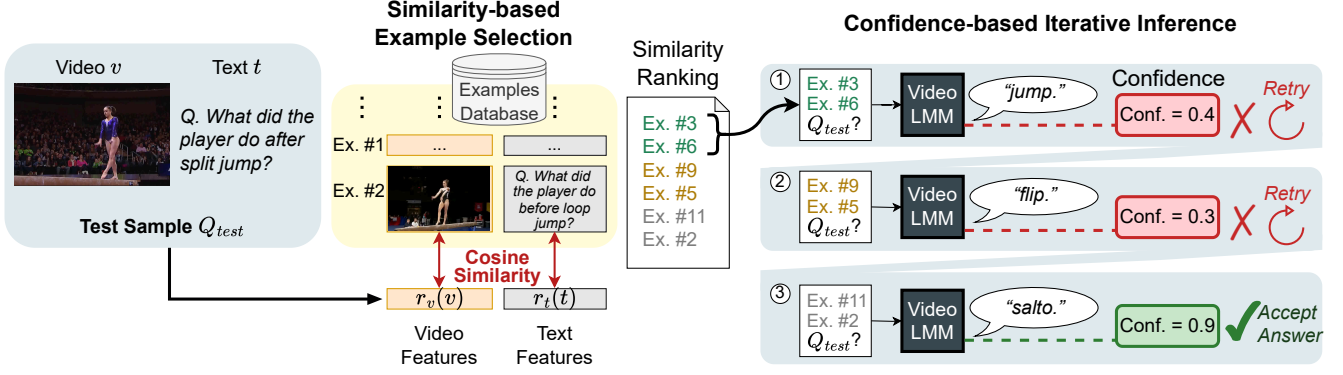 Similarity-based
Example Selection
Confidence-based Iterative Inference
Video v
Text t
Q. What did the
player do after
split jump?
Test Sample Q_test
Examples
Database
⋮ ⋮ ⋮
Ex. #1
...
...
Ex. #2
Q. What did
the player do
before loop
jump?
Cosine
Similarity
r_v(v)
r_t(t)
Video
Features
Text
Features
Similarity
Ranking
Ex. #3
Ex. #6
Ex. #9
Ex. #5
Ex. #11
Ex. #2
①
Ex. #3
Ex. #6
Q_test?
Video
LMM
“jump.”
Confidence
Conf. = 0.4
✗
Retry
②
Ex. #9
Ex. #5
Q_test?
Video
LMM
“flip.”
Conf. = 0.3
✗
Retry
③
Ex. #11
Ex. #2
Q_test?
Video
LMM
“salto.”
Conf. = 0.9
✓
Accept
Answer